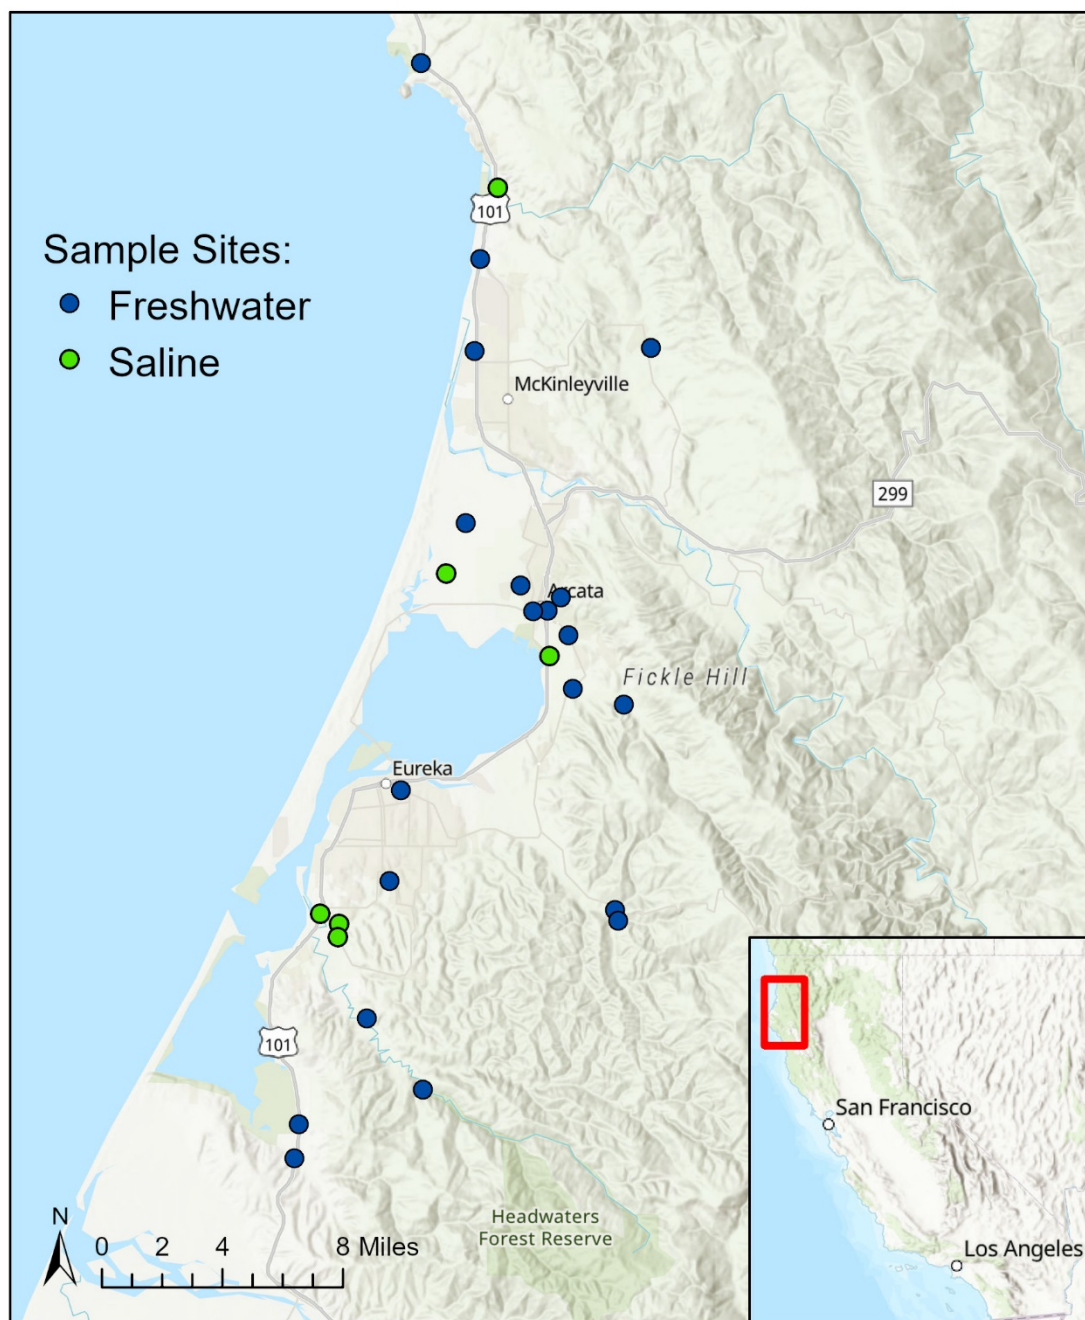 101
Sample Sites:
Freshwater
Saline
McKinleyville
299
Arcata
Fickle Hill
Eureka
101
San Francisco
Headwaters
Forest Reserve
Los Angeles
N
0 2 4 8 Miles